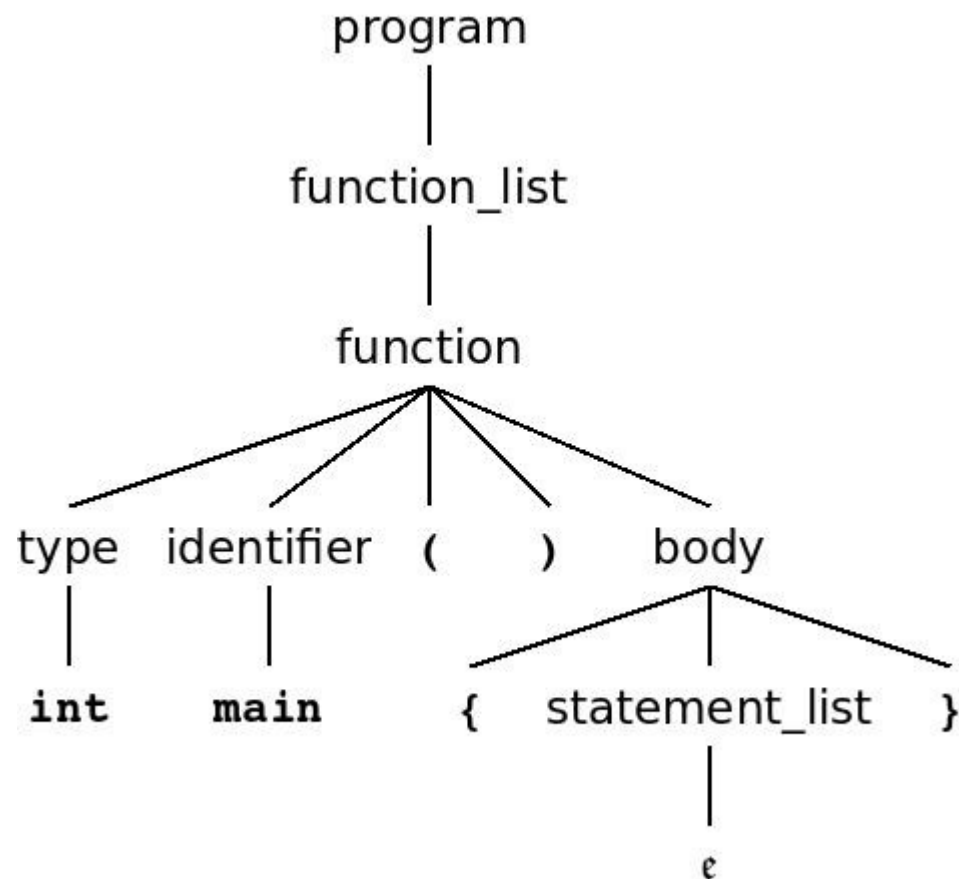 program
function_list
function
type identifier ( ) body
int main { statement_list }
ε